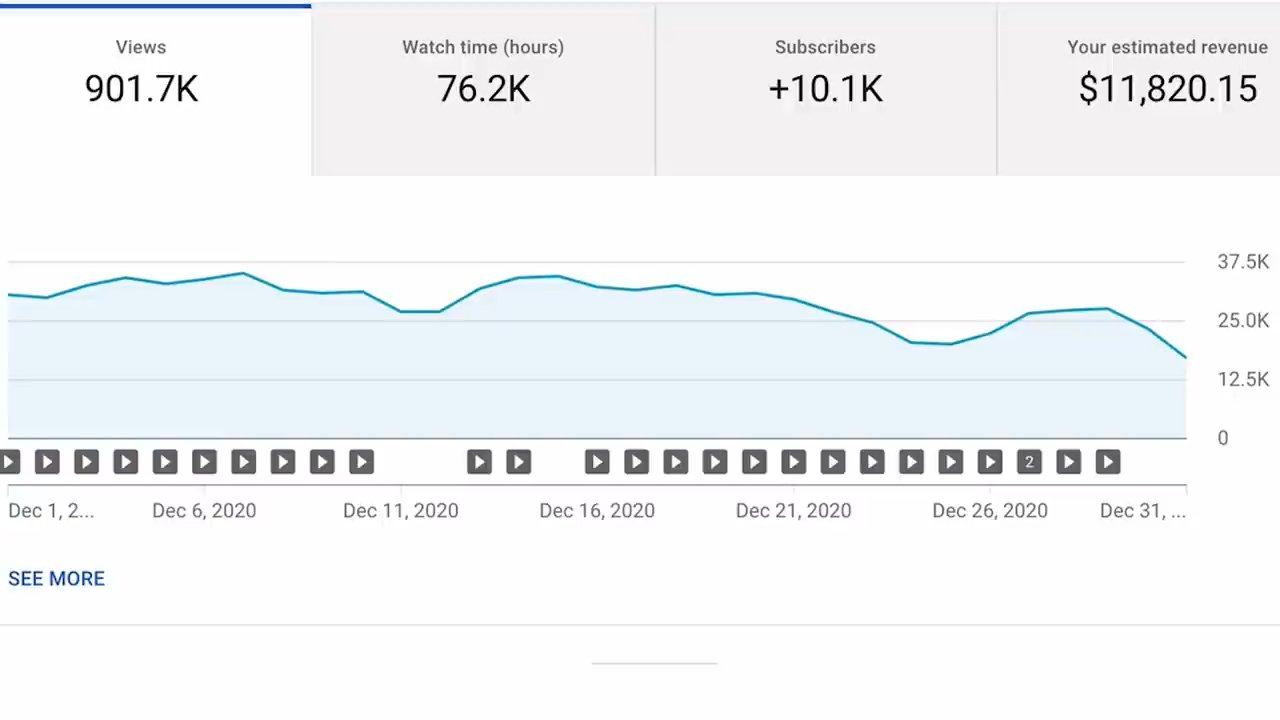 Views Watch time (hours) Subscribers Your estimated revenue
901.7K 76.2K +10.1K $11,820.15
37.5K
25.0K
12.5K
0
2
Dec 1, 2... Dec 6, 2020 Dec 11, 2020 Dec 16, 2020 Dec 21, 2020 Dec 26, 2020 Dec 31, ...
SEE MORE